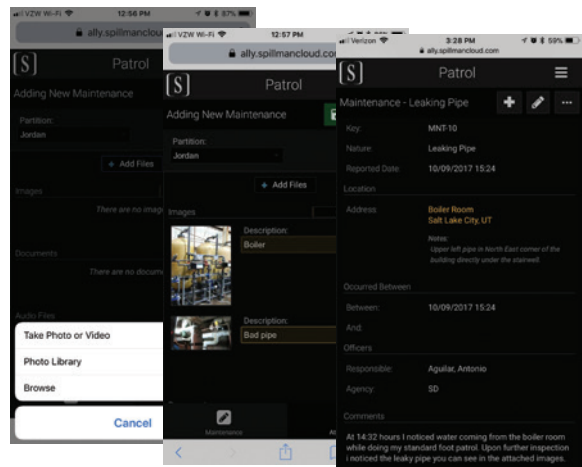 VZW Wi-Fi 12:56 PM 87%
ally.spillmanclou
[S] Patrol
Adding New Maintenance
Partition:
Jordan
+ Add Files
Images
There are no imag
Documents
There are no docum
Audio Files
Take Photo or Video
Photo Library
Browse
Cancel
VZW Wi-Fi 12:57 PM
ally.spillmancloud.co
[S] Patrol
Adding New Maintenance
Partition:
Jordan
+ Add Files
Images
Description:
Boiler
Description:
Bad pipe
Maintenance
Verizon 3:28 PM 59%
ally.spillmancloud.com
[S] Patrol
Maintenance - Leaking Pipe
Key: MNT-10
Nature: Leaking Pipe
Reported Date 10/09/2017 15:24
Location
Address: Boiler Room
Salt Lake City, UT
Notes:
Upper left pipe in North East corner of the
building directly under the stairwell.
Occurred Between
Between: 10/09/2017 15:24
And:
Officers
Responsible: Aguilar, Antonio
Agency: SD
Comments
At 14:32 hours I noticed water coming from the boiler room
while doing my standard foot patrol. Upon further inspection
i noticed the leaky pipe you can see in the attached images.